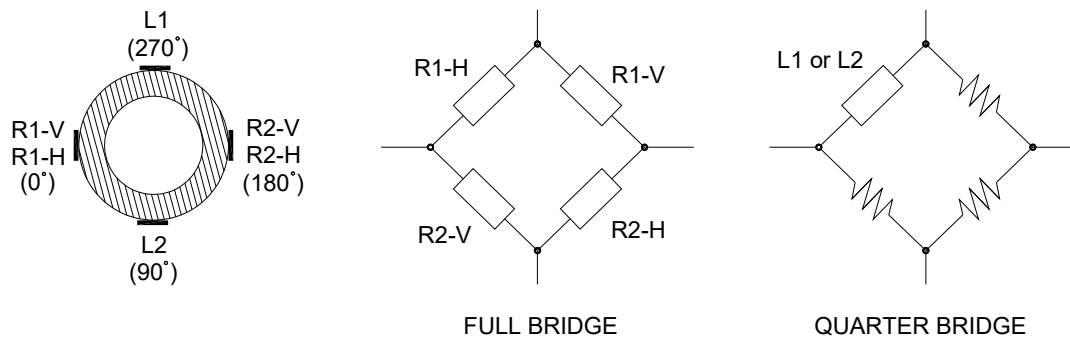 L1
(270°)
R1-V
R1-H
(0°)
R2-V
R2-H
(180°)
L2
(90°)
R1-H
R1-V
R2-V
R2-H
FULL BRIDGE
L1 or L2
QUARTER BRIDGE